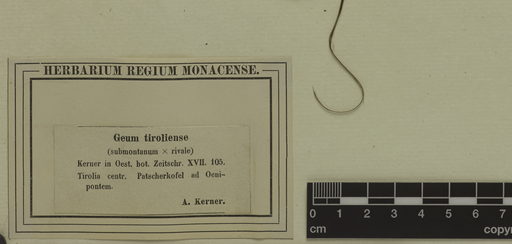 HERBARIUM REGIUM MONACENSE.
Geum tiroliense
(submontanum × rivale)
Kerner in Oest. bot. Zeitschr. XVII. 105.
Tirolia centr. Patscherkofel ad Oeni-
pontem.
A. Kerner.
0 1 2 3 4 5 6 7
cm copy